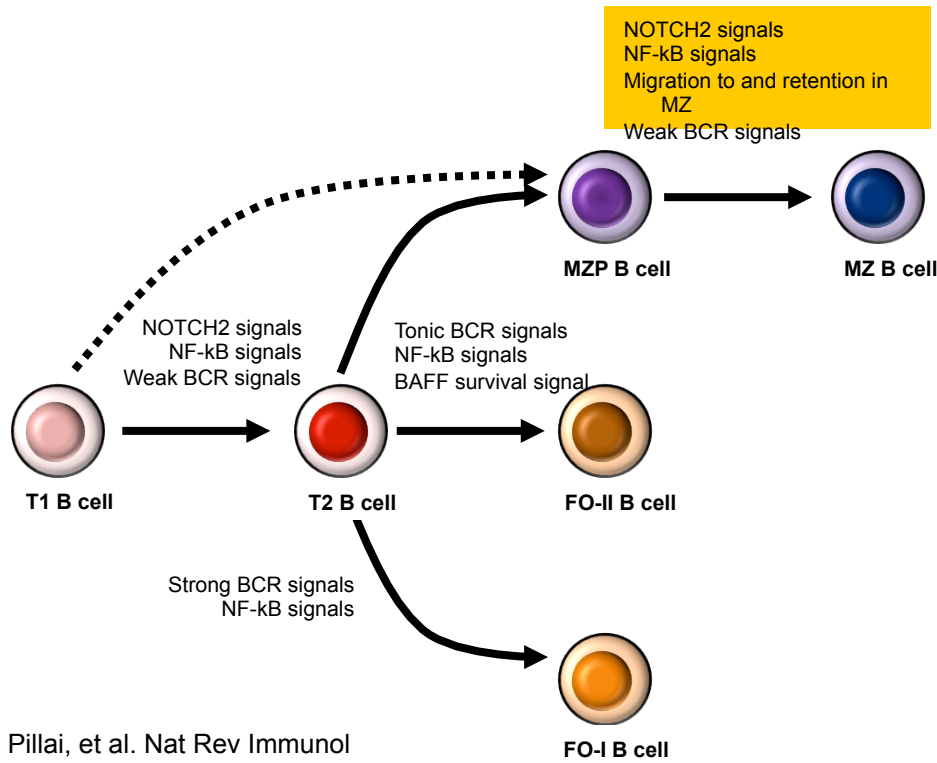 NOTCH2 signals
NF-kB signals
Migration to and retention in
MZ
Weak BCR signals
MZP B cell
MZ B cell
NOTCH2 signals
NF-kB signals
Weak BCR signals
Tonic BCR signals
NF-kB signals
BAFF survival signal
T1 B cell
T2 B cell
FO-II B cell
Strong BCR signals
NF-kB signals
Pillai, et al. Nat Rev Immunol
FO-I B cell